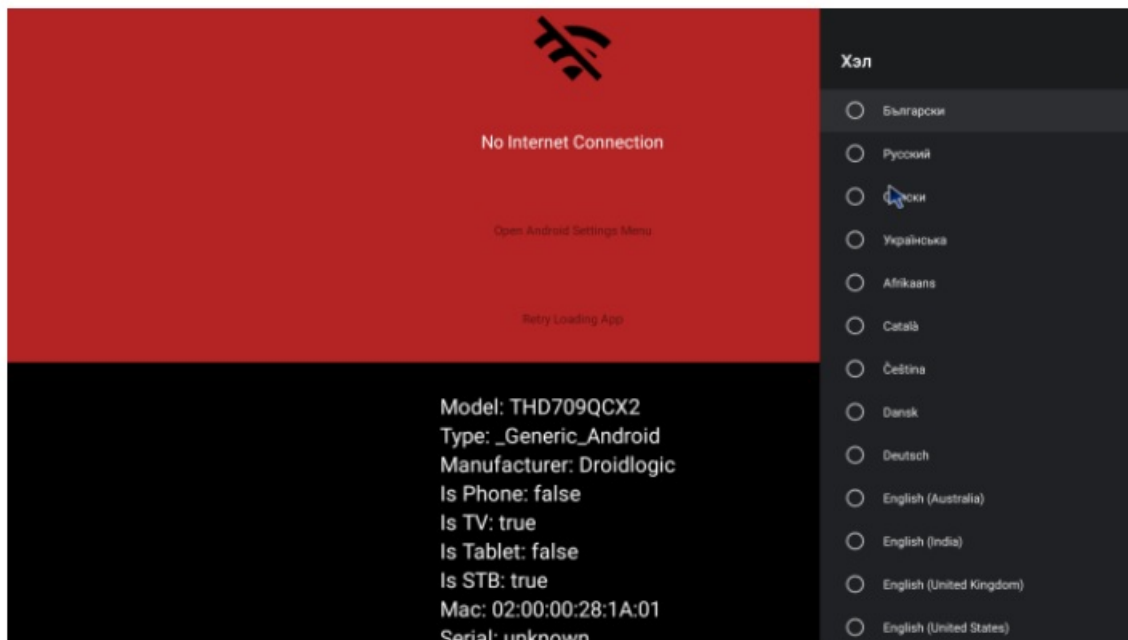 No Internet Connection
Open Android Settings Menu
Retry Loading App
Model: THD709QCX2
Type: _Generic_Android
Manufacturer: Droidlogic
Is Phone: false
Is TV: true
Is Tablet: false
Is STB: true
Mac: 02:00:00:28:1A:01
Serial: unknown
Хэл
Български
Русский
Українська
Afrikaans
Català
Čeština
Dansk
Deutsch
English (Australia)
English (India)
English (United Kingdom)
English (United States)